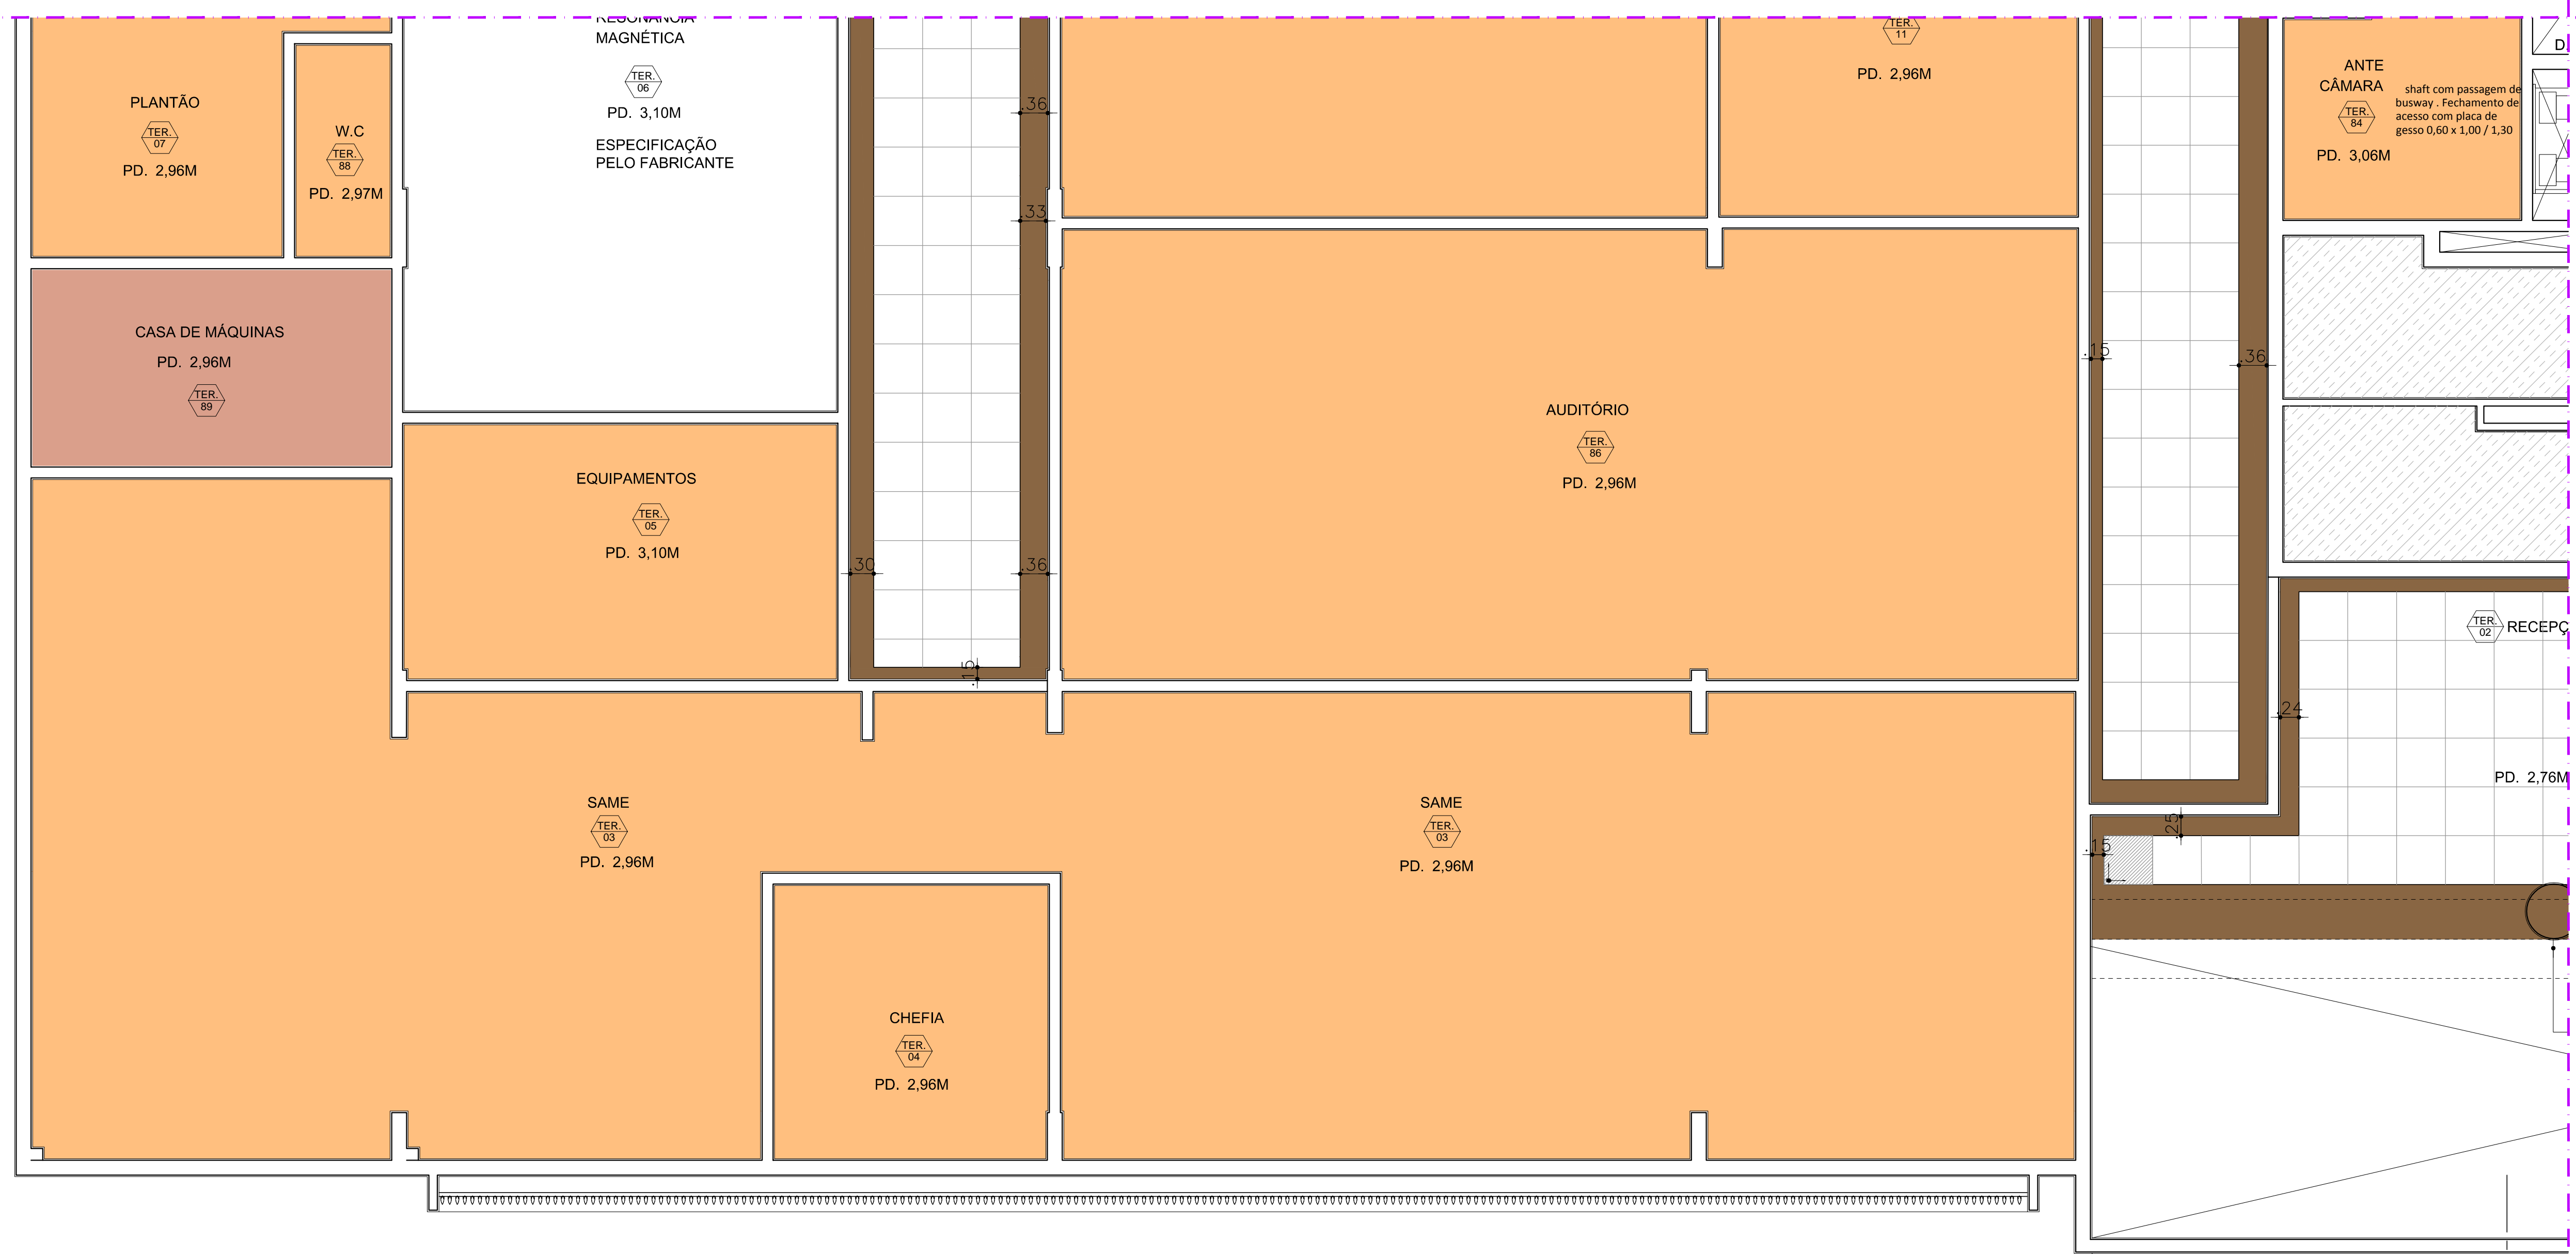 RESONÂNCIA
MAGNÉTICA
TER.
06
PD. 3,10M
ESPECIFICAÇÃO
PELO FABRICANTE
PLANTÃO
TER.
07
PD. 2,96M
W.C
TER.
88
PD. 2,97M
.36
.33
TER.
11
PD. 2,96M
ANTE
CÂMARA
TER.
84
PD. 3,06M
shaft com passagem de
busway . Fechamento de
acesso com placa de
gesso 0,60 x 1,00 / 1,30
D
CASA DE MÁQUINAS
PD. 2,96M
TER.
89
EQUIPAMENTOS
TER.
05
PD. 3,10M
.30
.36
.15
AUDITÓRIO
TER.
86
PD. 2,96M
.15
.36
TER.
02
RECEPÇ
.24
PD. 2,76M
.25
.15
SAME
TER.
03
PD. 2,96M
SAME
TER.
03
PD. 2,96M
CHEFIA
TER.
04
PD. 2,96M